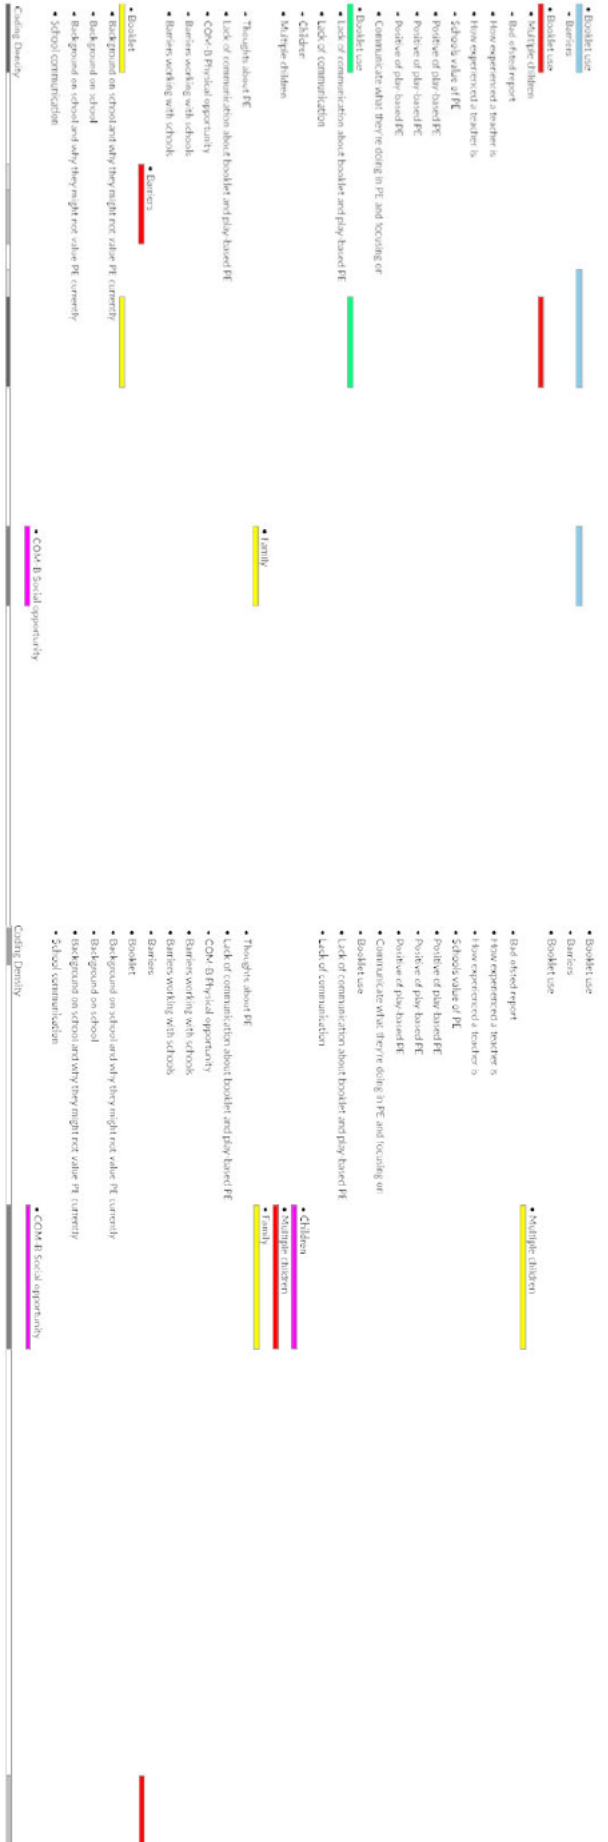 • Booklet use
• Barriers
• Booklet use
• Multiple children
• Bad ofsted report
• How experienced a teacher is
• How experienced a teacher is
• Schools value of PE
• Positive of play-based PE
• Positive of play-based PE
• Positive of play-based PE
• Communicate what they're doing in PE and focusing on
• Booklet use
• Lack of communication about booklet and play-based PE
• Lack of communication
• Children
• Multiple children
• Family
• Thoughts about PE
• Lack of communication about booklet and play-based PE
• COM-B Physical opportunity
• Barriers working with schools
• Barriers working with schools
• Barriers
• Booklet
• Background on school and why they might not value PE currently
• Background on school
• Background on school and why they might not value PE currently
• School communication
• COM-B Social opportunity
Coding Density
• Booklet use
• Barriers
• Booklet use
• Multiple children
• Bad ofsted report
• How experienced a teacher is
• How experienced a teacher is
• Schools value of PE
• Positive of play-based PE
• Positive of play-based PE
• Positive of play-based PE
• Communicate what they're doing in PE and focusing on
• Booklet use
• Lack of communication about booklet and play-based PE
• Lack of communication
• Children
• Multiple children
• Family
• Thoughts about PE
• Lack of communication about booklet and play-based PE
• COM-B Physical opportunity
• Barriers working with schools
• Barriers working with schools
• Barriers
• Booklet
• Background on school and why they might not value PE currently
• Background on school
• Background on school and why they might not value PE currently
• School communication
• COM-B Social opportunity
Coding Density